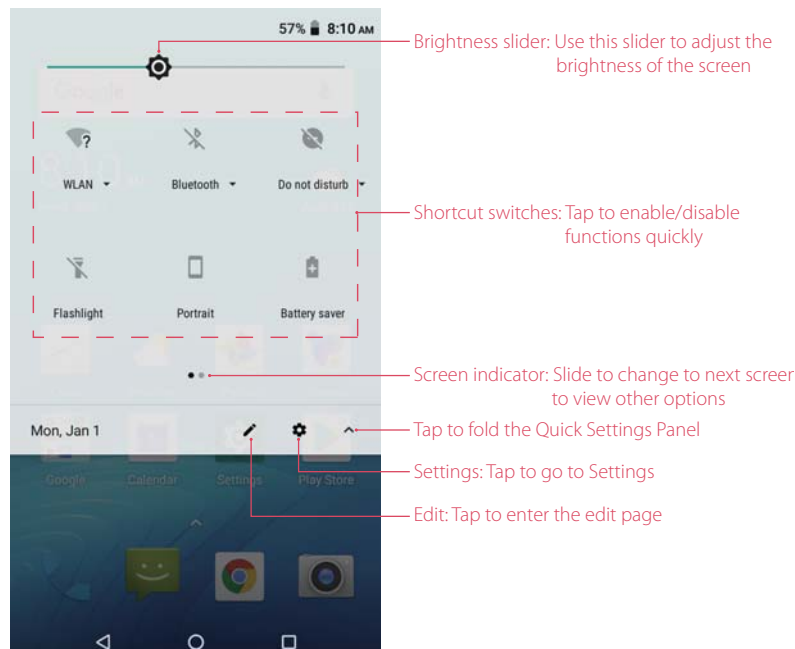 57% 8:10 AM
Brightness slider: Use this slider to adjust the
brightness of the screen
Google
?
WLAN
Bluetooth
Do not disturb
Shortcut switches: Tap to enable/disable
functions quickly
Flashlight
Portrait
Battery saver
Screen indicator: Slide to change to next screen
to view other options
Mon, Jan 1
Tap to fold the Quick Settings Panel
Google
Calendar
Settings
Play Store
Settings: Tap to go to Settings
Edit: Tap to enter the edit page